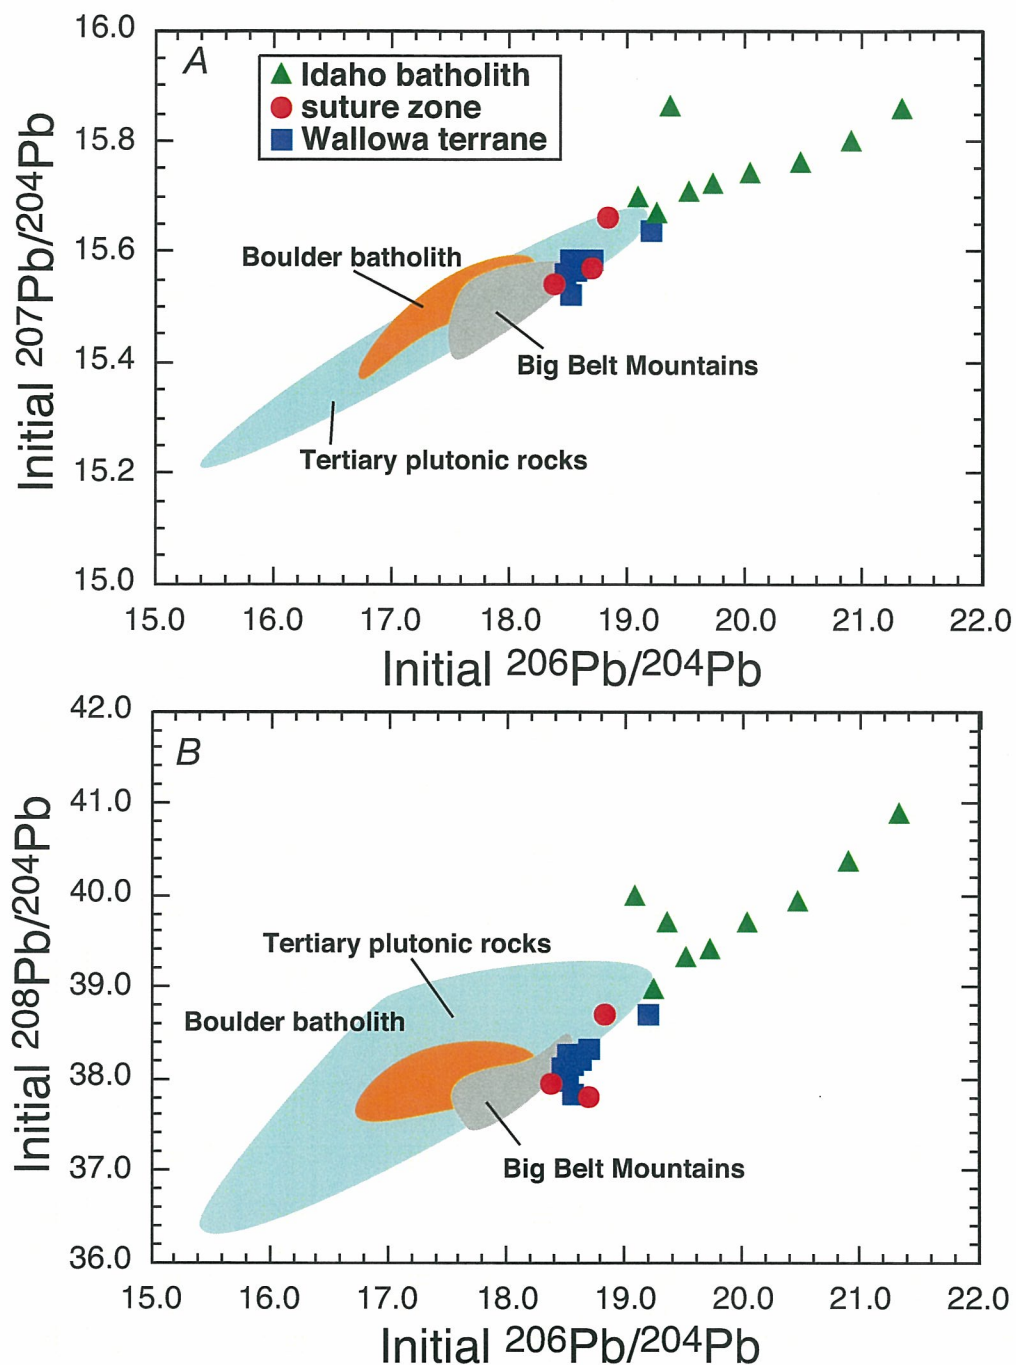 A
Idaho batholith
suture zone
Wallowa terrane
Boulder batholith
Big Belt Mountains
Tertiary plutonic rocks
16.0
15.8
15.6
15.4
15.2
15.0
Initial 207Pb/204Pb
15.0 16.0 17.0 18.0 19.0 20.0 21.0 22.0
Initial 206Pb/204Pb
B
Tertiary plutonic rocks
Boulder batholith
Big Belt Mountains
42.0
41.0
40.0
39.0
38.0
37.0
36.0
Initial 208Pb/204Pb
15.0 16.0 17.0 18.0 19.0 20.0 21.0 22.0
Initial 206Pb/204Pb